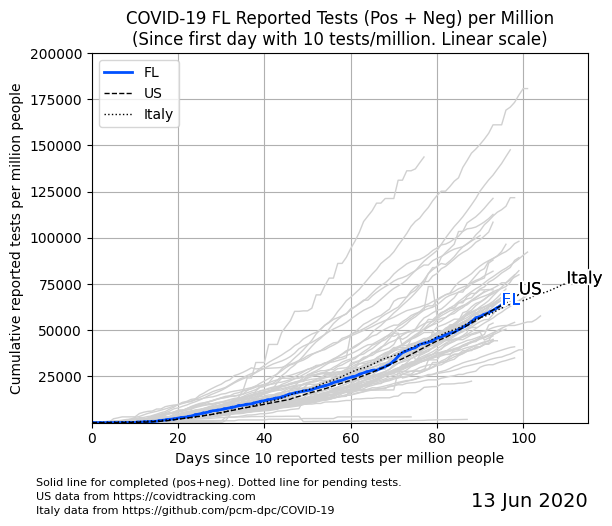 COVID-19 FL Reported Tests (Pos + Neg) per Million
(Since first day with 10 tests/million. Linear scale)
Cumulative reported tests per million people
200000
175000
150000
125000
100000
75000
50000
25000
FL
US
Italy
Italy
US
FL
0
20
40
60
80
100
Days since 10 reported tests per million people
Solid line for completed (pos+neg). Dotted line for pending tests.
US data from https://covidtracking.com
Italy data from https://github.com/pcm-dpc/COVID-19
13 Jun 2020